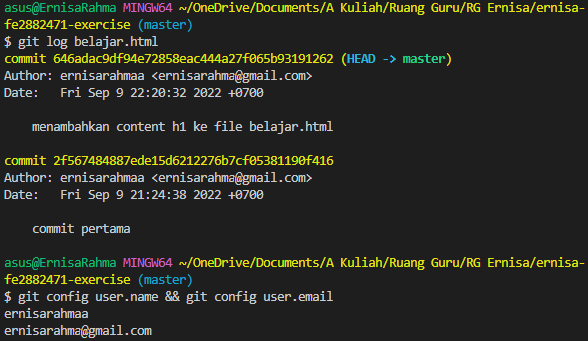 asus@ErnisaRahma MINGW64 ~/OneDrive/Documents/A Kuliah/Ruang Guru/RG Ernisa/ernisa-
fe2882471-exercise (master)
$ git log belajar.html
commit 646adac9df94e72858eac444a27f065b93191262 (HEAD -> master)
Author: ernisarahmaa <ernisarahma@gmail.com>
Date:   Fri Sep 9 22:20:32 2022 +0700

    menambahkan content h1 ke file belajar.html

commit 2f567484887ede15d6212276b7cf05381190f416
Author: ernisarahmaa <ernisarahma@gmail.com>
Date:   Fri Sep 9 21:24:38 2022 +0700

    commit pertama

asus@ErnisaRahma MINGW64 ~/OneDrive/Documents/A Kuliah/Ruang Guru/RG Ernisa/ernisa-
fe2882471-exercise (master)
$ git config user.name && git config user.email
ernisarahmaa
ernisarahma@gmail.com